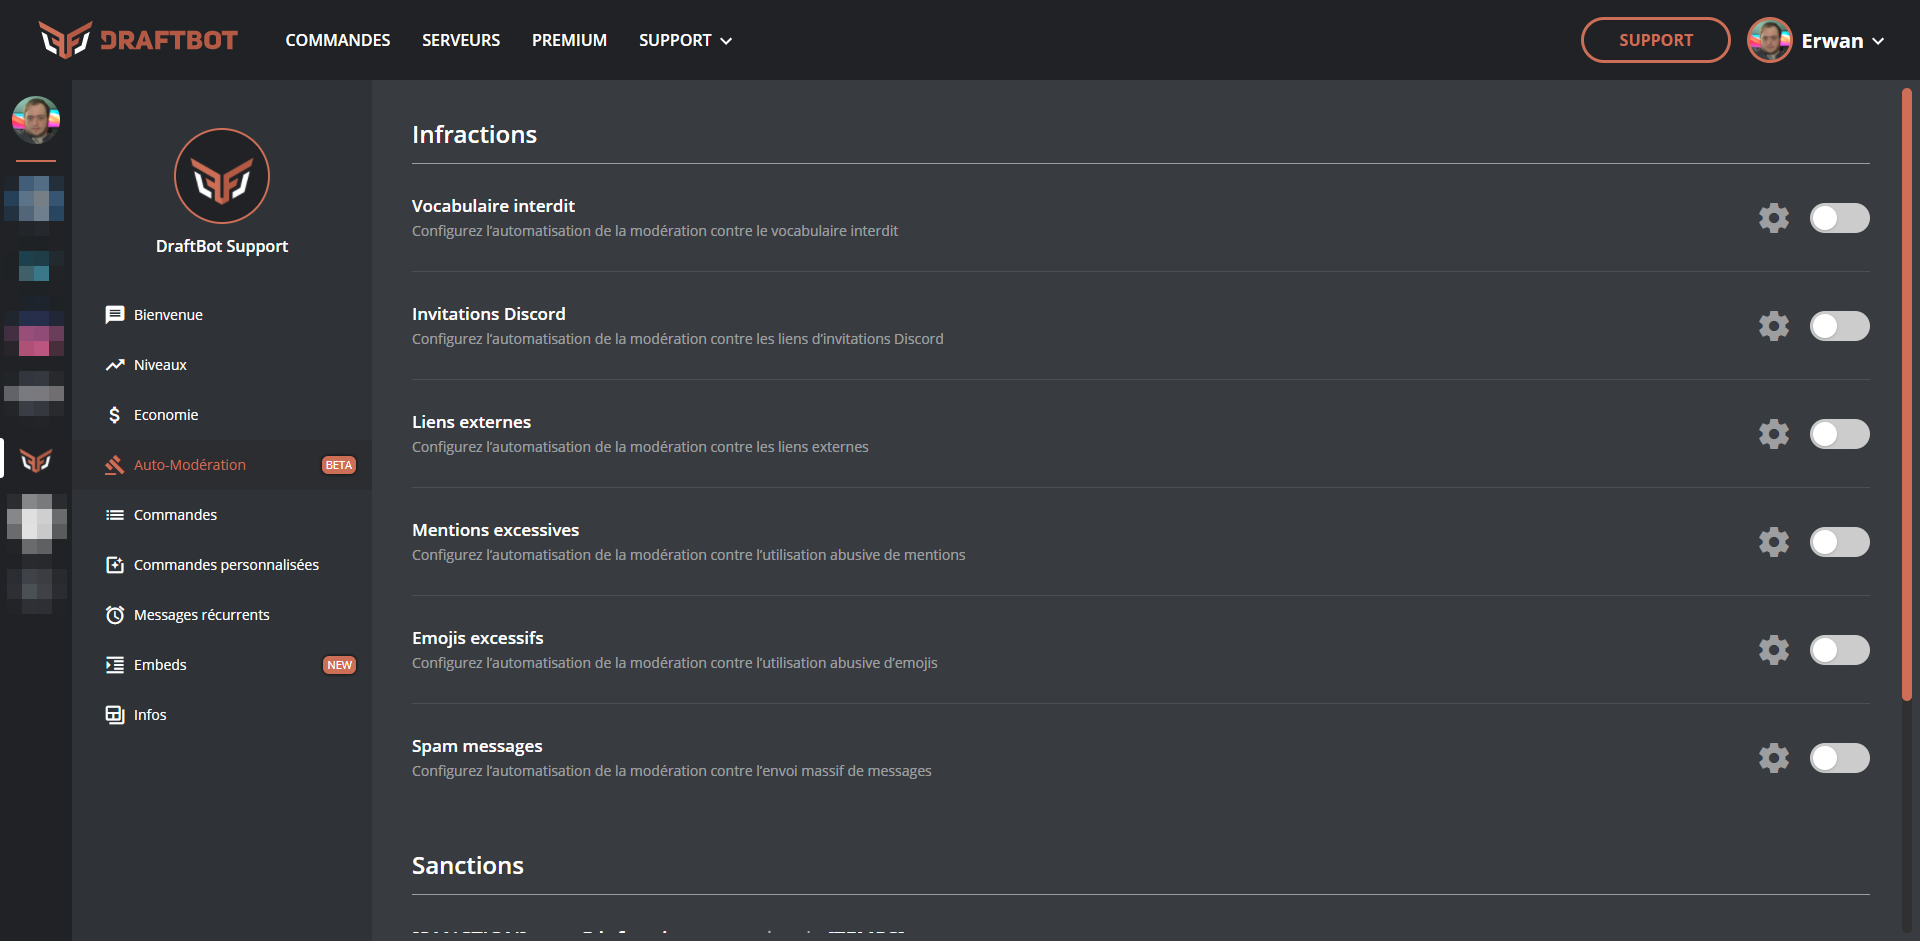 DRAFTBOT
COMMANDES
SERVEURS
PREMIUM
SUPPORT
SUPPORT
Erwan
DraftBot Support
Bienvenue
Niveaux
Economie
Auto-Modération
BETA
Commandes
Commandes personnalisées
Messages récurrents
Embeds
NEW
Infos
Infractions
Vocabulaire interdit
Configurez l'automatisation de la modération contre le vocabulaire interdit
Invitations Discord
Configurez l'automatisation de la modération contre les liens d'invitations Discord
Liens externes
Configurez l'automatisation de la modération contre les liens externes
Mentions excessives
Configurez l'automatisation de la modération contre l'utilisation abusive de mentions
Emojis excessifs
Configurez l'automatisation de la modération contre l'utilisation abusive d'emojis
Spam messages
Configurez l'automatisation de la modération contre l'envoi massif de messages
Sanctions